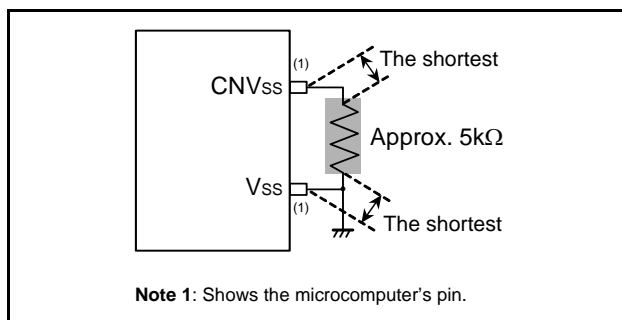 (1)
The shortest
CNVss
Approx. 5kΩ
Vss
(1)
The shortest
Note 1: Shows the microcomputer's pin.